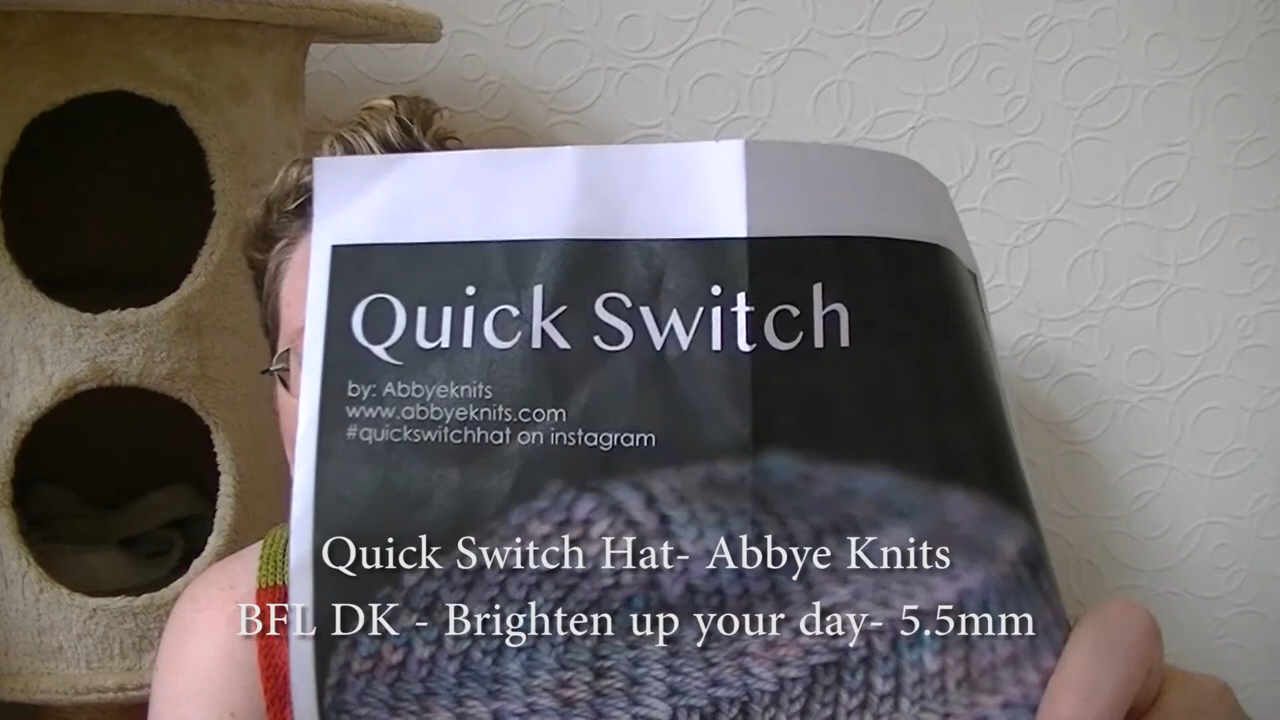 Quick Switch
by: Abbyeknits
www.abbyeknits.com
#quickswitchhat on instagram
Quick Switch Hat- Abbye Knits
BFL DK - Brighten up your day- 5.5mm